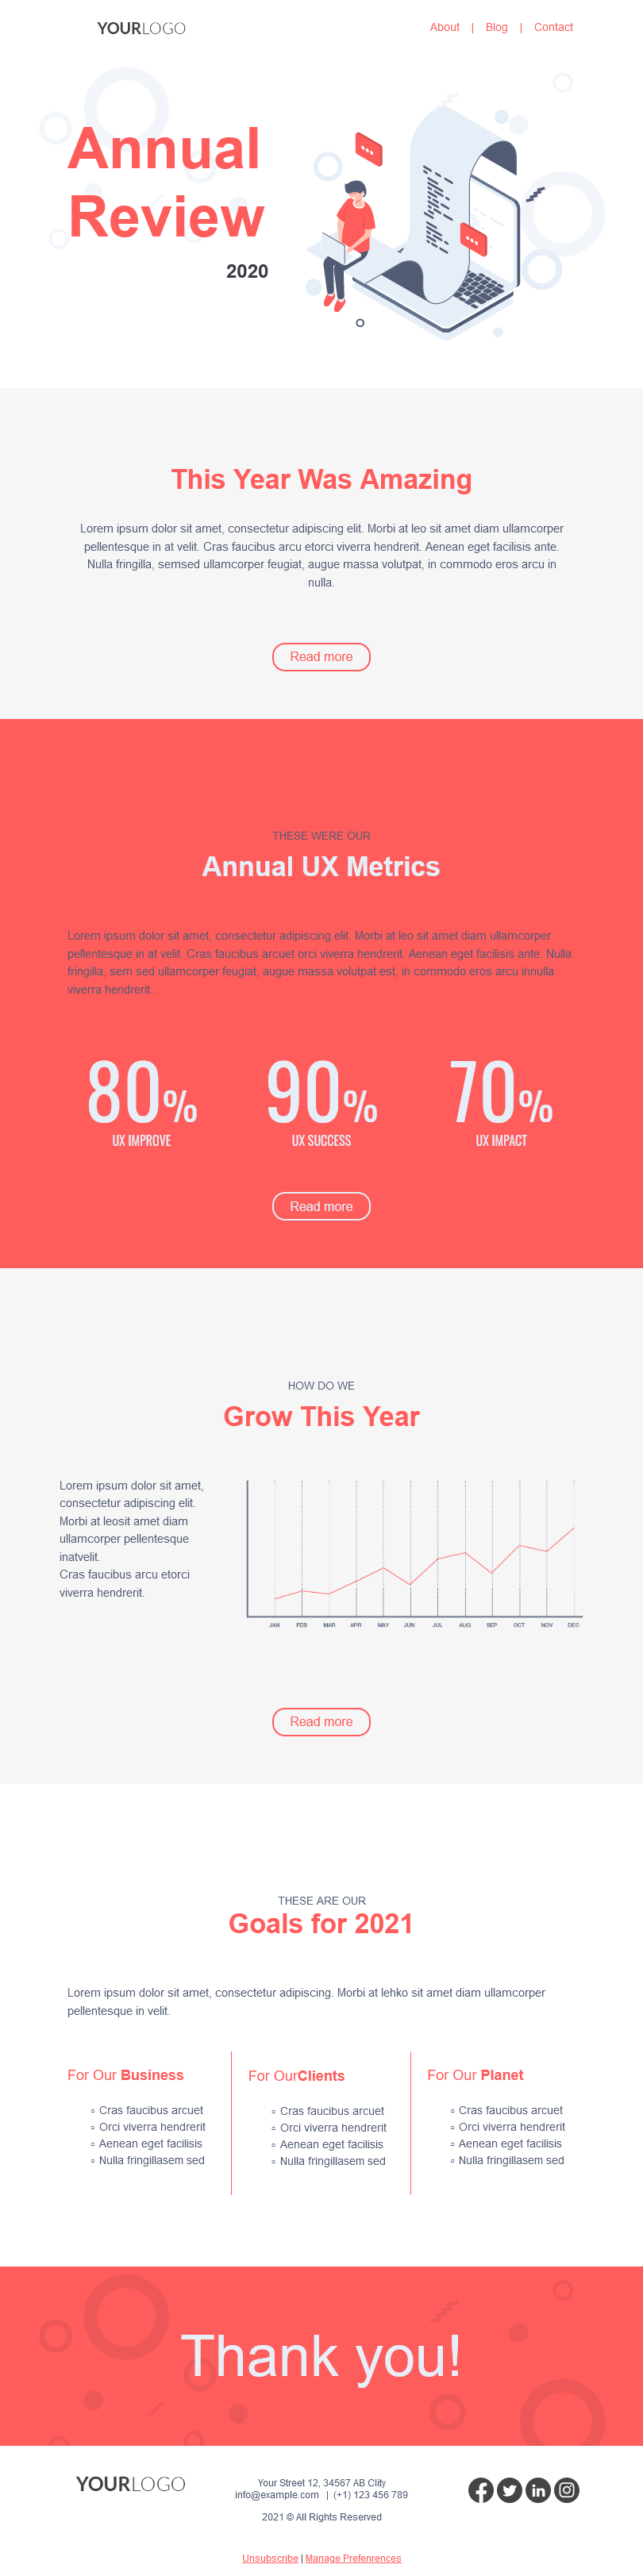 YOURLOGO
About | Blog | Contact
Annual
Review
2020
This Year Was Amazing
Lorem ipsum dolor sit amet, consectetur adipiscing elit. Morbi at leo sit amet diam ullamcorper
pellentesque in at velit. Cras faucibus arcu etorci viverra hendrerit. Aenean eget facilisis ante.
Nulla fringilla, semsed ullamcorper feugiat, augue massa volutpat, in commodo eros arcu in
nulla.
Read more
THESE WERE OUR
Annual UX Metrics
Lorem ipsum dolor sit amet, consectetur adipiscing elit. Morbi at leo sit amet diam ullamcorper
pellentesque in at velit. Cras faucibus arcuet orci viverra hendrerit. Aenean eget facilisis ante. Nulla
fringilla, sem sed ullamcorper feugiat, augue massa volutpat est, in commodo eros arcu innulla
viverra hendrerit..
80% 90% 70%
UX IMPROVE UX SUCCESS UX IMPACT
Read more
HOW DO WE
Grow This Year
Lorem ipsum dolor sit amet,
consectetur adipiscing elit.
Morbi at leosit amet diam
ullamcorper pellentesque
inatvelit.
Cras faucibus arcu etorci
viverra hendrerit.
JAN FEB MAR APR MAY JUN JUL AUG SEP OCT NOV DEC
Read more
THESE ARE OUR
Goals for 2021
Lorem ipsum dolor sit amet, consectetur adipiscing. Morbi at lehko sit amet diam ullamcorper
pellentesque in velit.
For Our Business
Cras faucibus arcuet
Orci viverra hendrerit
Aenean eget facilisis
Nulla fringillasem sed
For OurClients
Cras faucibus arcuet
Orci viverra hendrerit
Aenean eget facilisis
Nulla fringillasem sed
For Our Planet
Cras faucibus arcuet
Orci viverra hendrerit
Aenean eget facilisis
Nulla fringillasem sed
Thank you!
YOURLOGO
Your Street 12, 34567 AB Clity
info@example.com | (+1) 123 456 789
2021 © All Rights Reserved
Unsubscribe | Manage Prefenrences